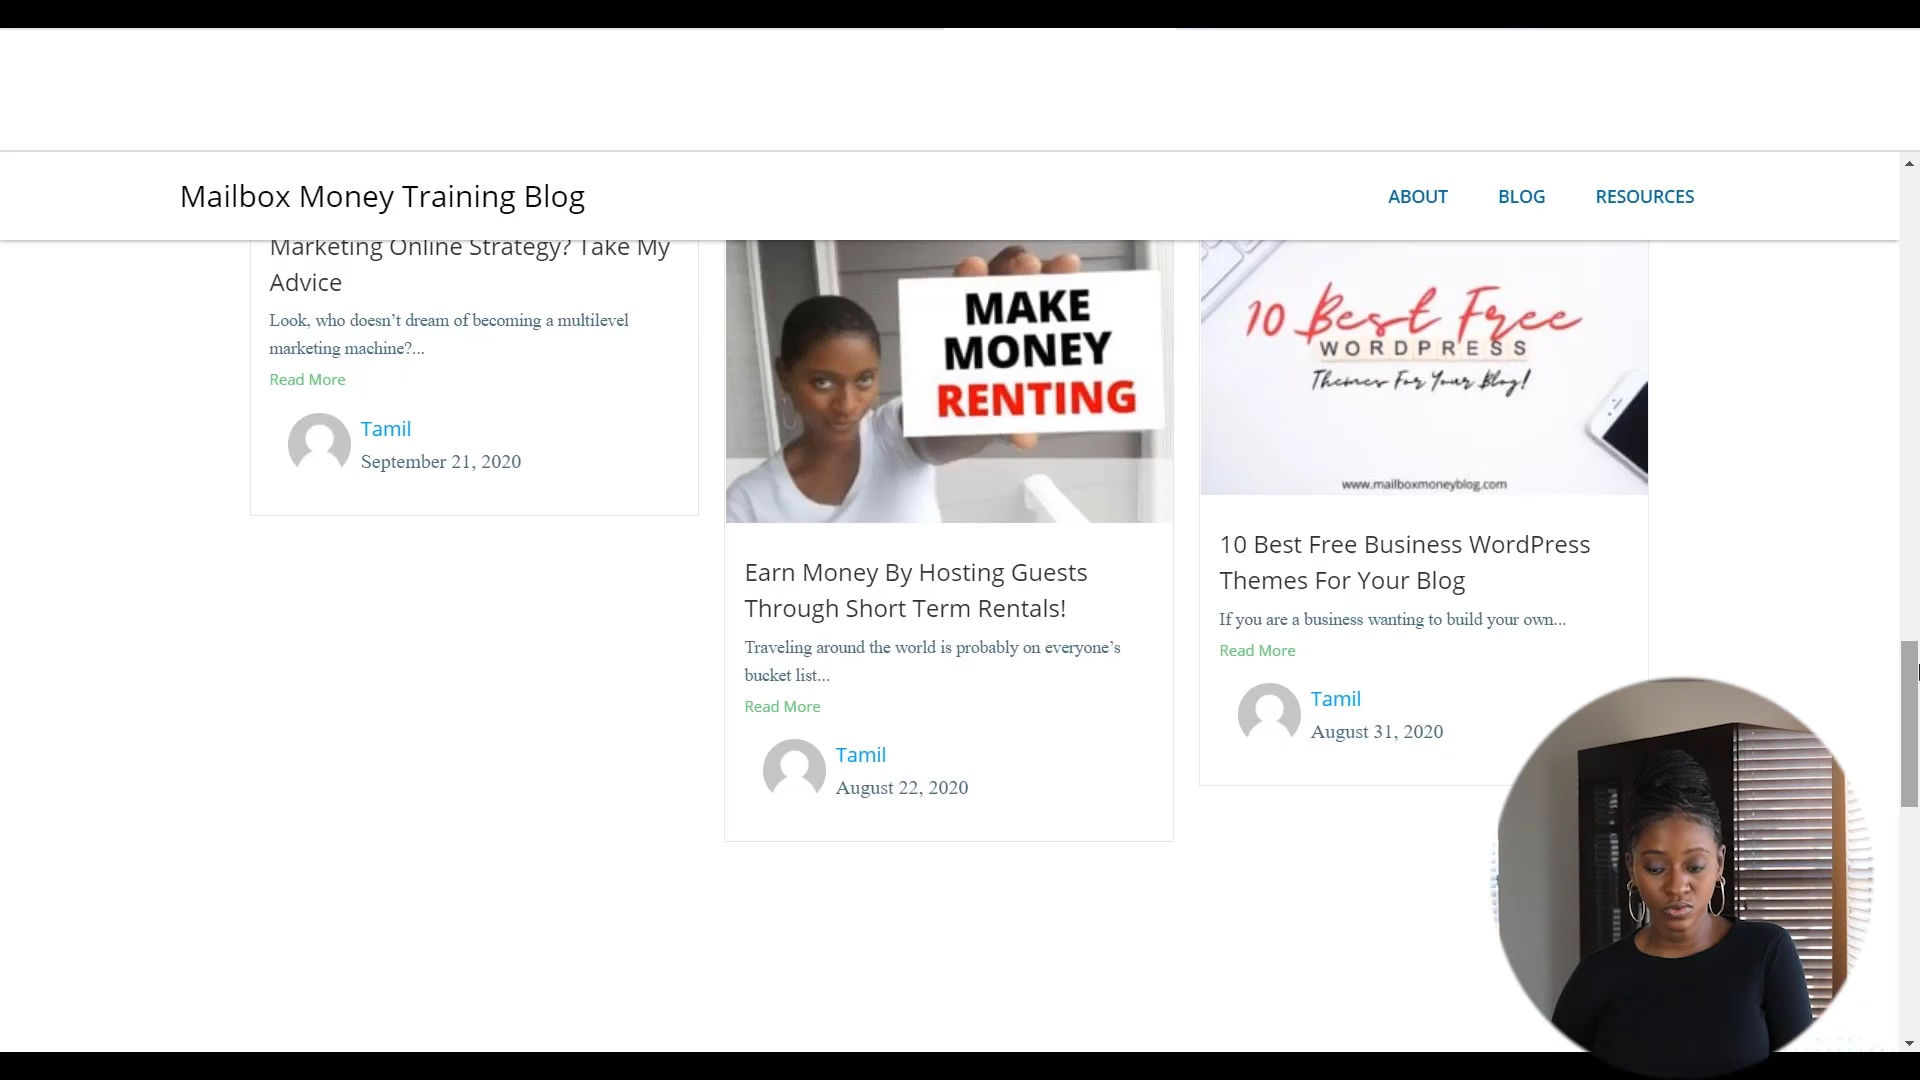 Mailbox Money Training Blog
ABOUT
BLOG
RESOURCES
Marketing Online Strategy? Take My
Advice
Look, who doesn’t dream of becoming a multilevel
marketing machine?...
Read More
Tamil
September 21, 2020
MAKE
MONEY
RENTING
Earn Money By Hosting Guests
Through Short Term Rentals!
Traveling around the world is probably on everyone’s
bucket list...
Read More
Tamil
August 22, 2020
10 Best Free
WORDPRESS
Themes For Your Blog!
www.mailboxmoneyblog.com
10 Best Free Business WordPress
Themes For Your Blog
If you are a business wanting to build your own...
Read More
Tamil
August 31, 2020